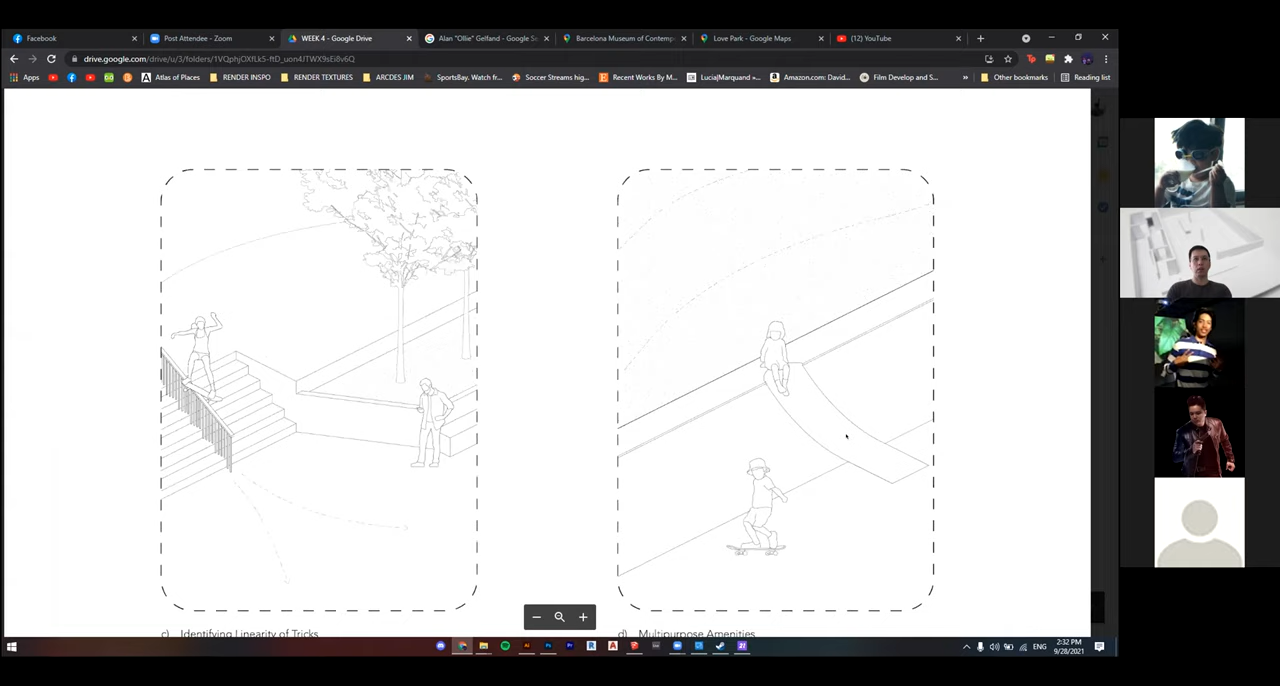 Facebook
Post Attendee - Zoom
WEEK 4 - Google Drive
Alan "Ollie" Gelfand - Google Se
Barcelona Museum of Contemp
Love Park - Google Maps
(12) YouTube
Apps
Atlas of Places
RENDER INSPO
RENDER TEXTURES
ARCDES JIM
SportsBay. Watch fr...
Soccer Streams hig...
Recent Works By M...
Lucia|Marquand »...
Amazon.com: David...
Film Develop and S...
»
Other bookmarks
Reading list
c) Identifying Linearity of Tricks
d) Multipurpose Amenities
ENG
2:32 PM
9/28/2021